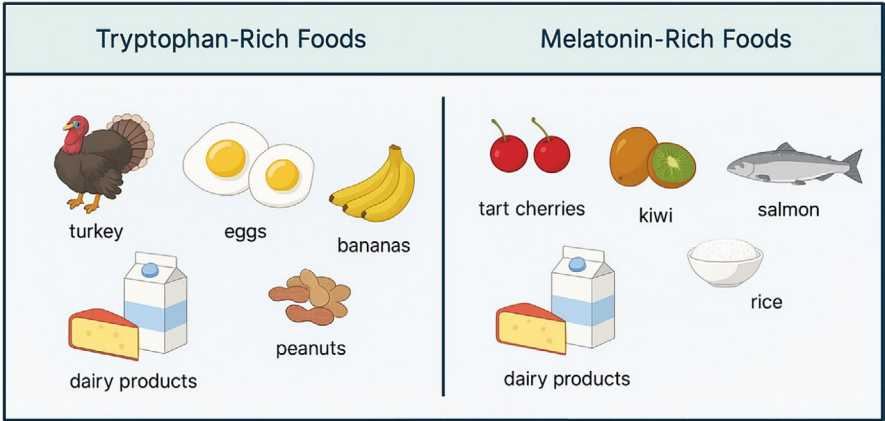 Tryptophan-Rich Foods
Melatonin-Rich Foods
turkey
eggs
bananas
dairy products
peanuts
tart cherries
kiwi
salmon
rice
dairy products